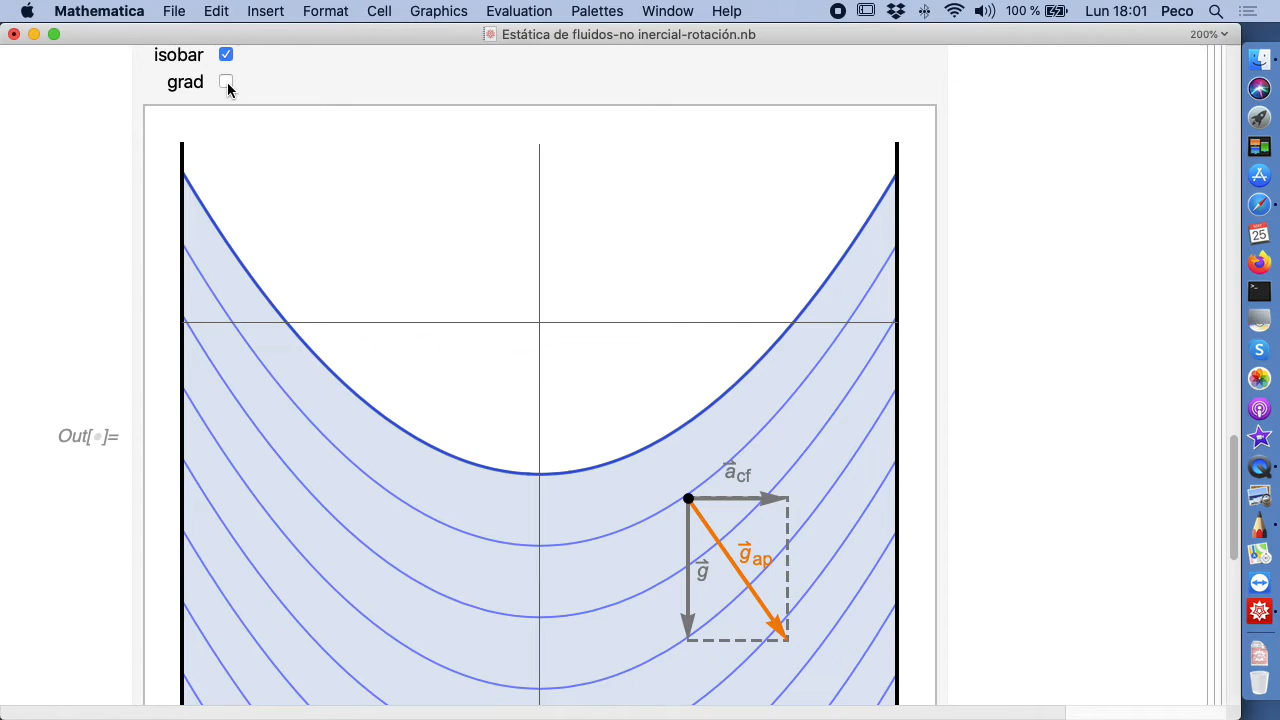 Mathematica File Edit Insert Format Cell Graphics Evaluation Palettes Window Help 100 % Lun 18:01 Peco
Estática de fluidos-no inercial-rotación.nb 200%
isobar
grad
25
Out[•]=
a⃗cf
g⃗ap
g⃗